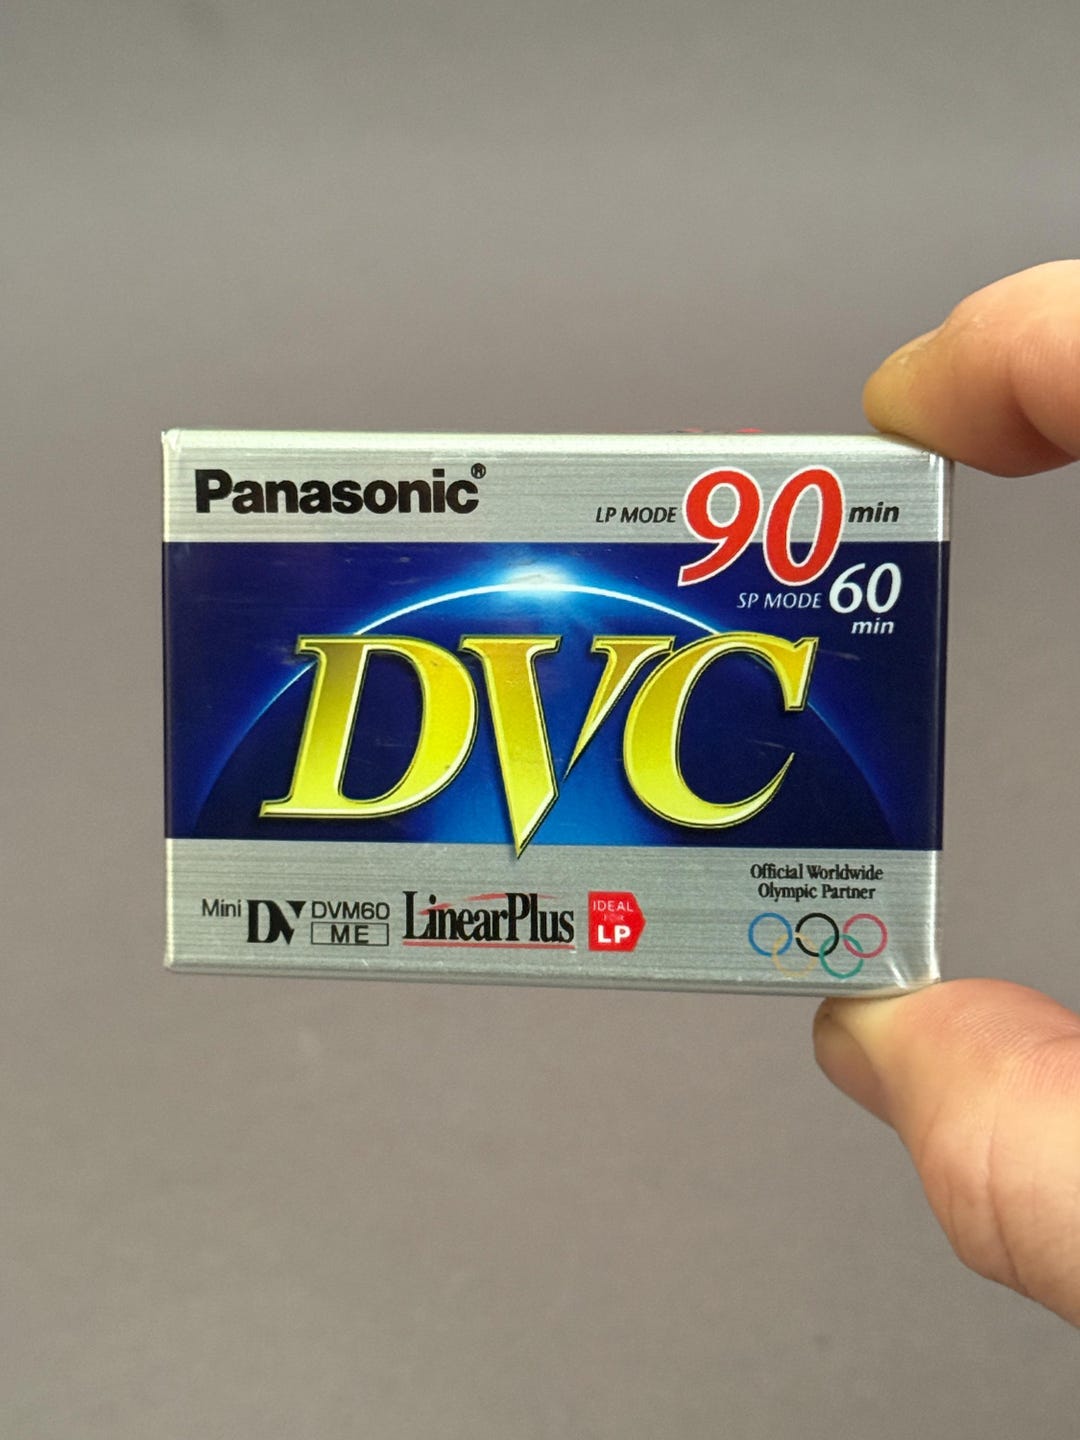 Panasonic®
LP MODE 90 min
SP MODE 60
min
DVC
Official Worldwide
Olympic Partner
Mini DV DVM60
ME
LinearPlus
IDEAL
FOR
LP